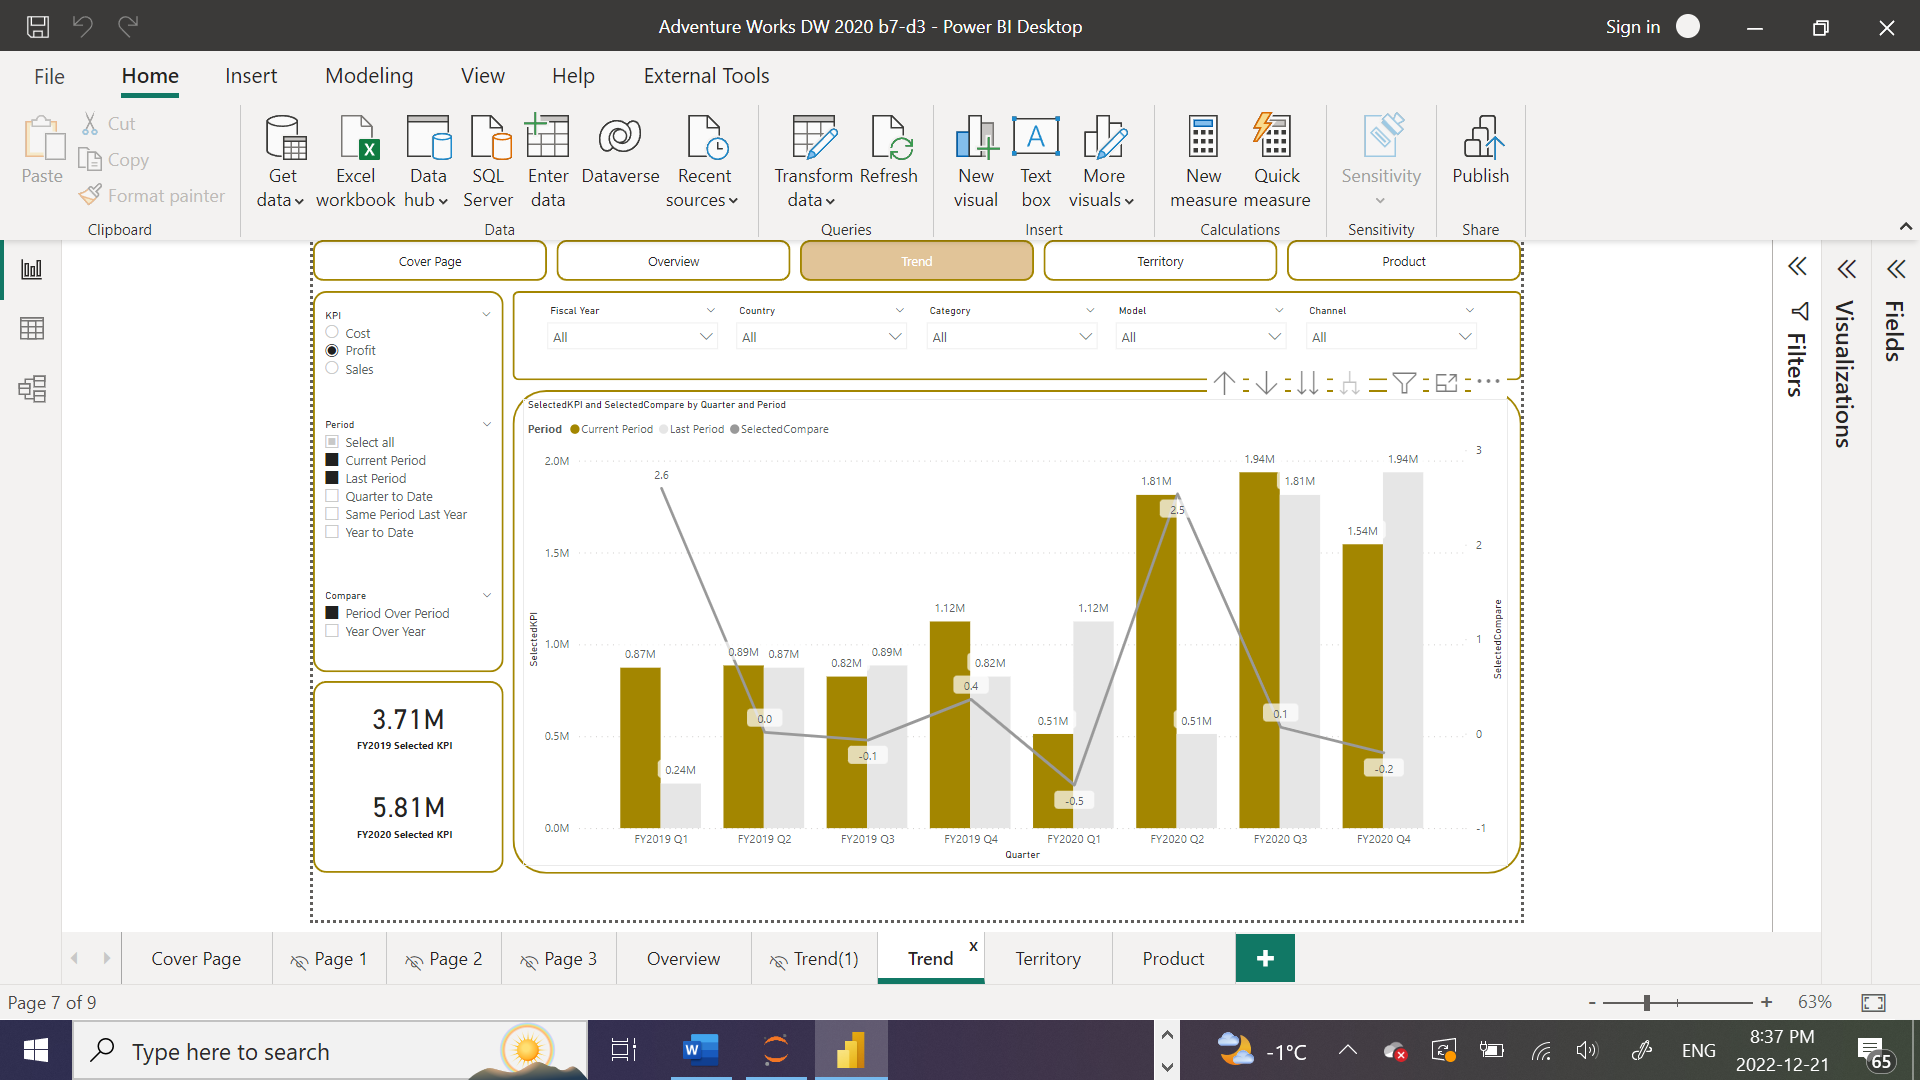 Adventure Works DW 2020 b7-d3 - Power BI Desktop
Sign in
File Home Insert Modeling View Help External Tools
Paste
Cut
Copy
Format painter
Clipboard
Get data
Excel workbook
Data hub
SQL Server
Enter data
Dataverse
Recent sources
Data
Transform data
Refresh
Queries
New visual
Text box
More visuals
Insert
New measure
Quick measure
Calculations
Sensitivity
Sensitivity
Publish
Share
Cover Page
Overview
Trend
Territory
Product
KPI
Cost
Profit
Sales
Period
Select all
Current Period
Last Period
Quarter to Date
Same Period Last Year
Year to Date
Compare
Period Over Period
Year Over Year
3.71M
FY2019 Selected KPI
5.81M
FY2020 Selected KPI
Fiscal Year
All
Country
All
Category
All
Model
All
Channel
All
SelectedKPI and SelectedCompare by Quarter and Period
Period Current Period Last Period SelectedCompare
2.0M
1.5M
1.0M
0.5M
0.0M
SelectedKPI
3
2
1
0
-1
SelectedCompare
0.87M
0.24M
0.89M
0.87M
0.82M
0.89M
1.12M
0.82M
0.51M
1.12M
1.81M
0.51M
1.94M
1.81M
1.54M
1.94M
2.6
0.0
-0.1
0.4
-0.5
2.5
0.1
-0.2
FY2019 Q1 FY2019 Q2 FY2019 Q3 FY2019 Q4 FY2020 Q1 FY2020 Q2 FY2020 Q3 FY2020 Q4
Quarter
Filters
Visualizations
Fields
Cover Page Page 1 Page 2 Page 3 Overview Trend(1) Trend x Territory Product +
Page 7 of 9
- + 63%
Type here to search
W
-1°C
ENG
8:37 PM
2022-12-21
65